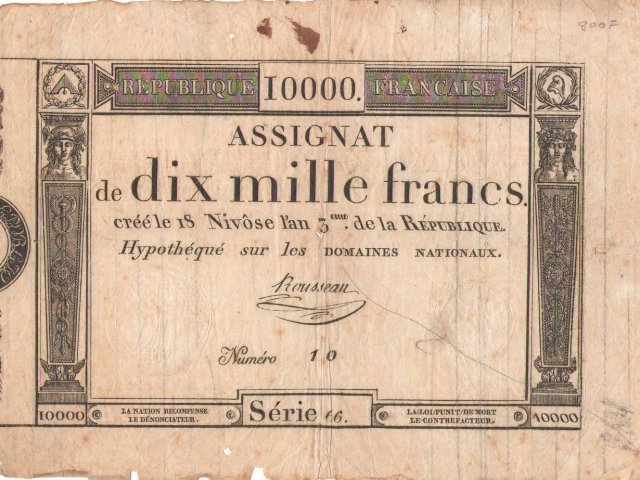 800F
RÉPUBLIQUE 10000. FRANÇAISE
ASSIGNAT
de dix mille francs.
créé le 18 Nivôse l'an 3eme. de la RÉPUBLIQUE.
Hypothéqué sur les DOMAINES NATIONAUX.
Rousseau
Numéro 10
10000 LA NATION RÉCOMPENSE LE DÉNONCIATEUR. Série 66. LA LOI PUNIT DE MORT LE CONTREFACTEUR. 10000